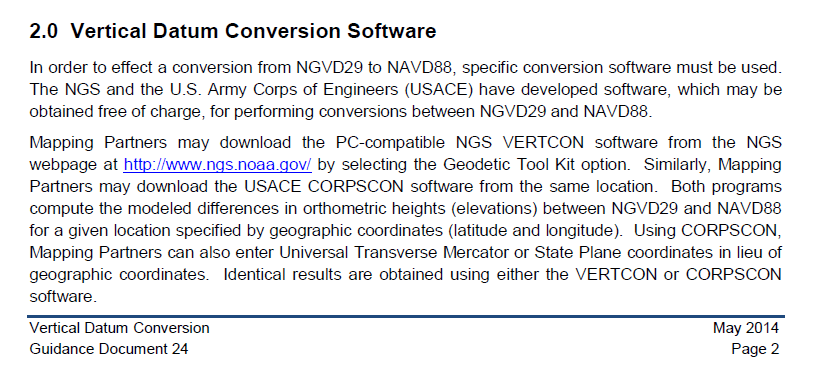 2.0 Vertical Datum Conversion Software
In order to effect a conversion from NGVD29 to NAVD88, specific conversion software must be used.
The NGS and the U.S. Army Corps of Engineers (USACE) have developed software, which may be
obtained free of charge, for performing conversions between NGVD29 and NAVD88.
Mapping Partners may download the PC-compatible NGS VERTCON software from the NGS
webpage at http://www.ngs.noaa.gov/ by selecting the Geodetic Tool Kit option. Similarly, Mapping
Partners may download the USACE CORPSCON software from the same location. Both programs
compute the modeled differences in orthometric heights (elevations) between NGVD29 and NAVD88
for a given location specified by geographic coordinates (latitude and longitude). Using CORPSCON,
Mapping Partners can also enter Universal Transverse Mercator or State Plane coordinates in lieu of
geographic coordinates. Identical results are obtained using either the VERTCON or CORPSCON
software.
Vertical Datum Conversion May 2014
Guidance Document 24 Page 2